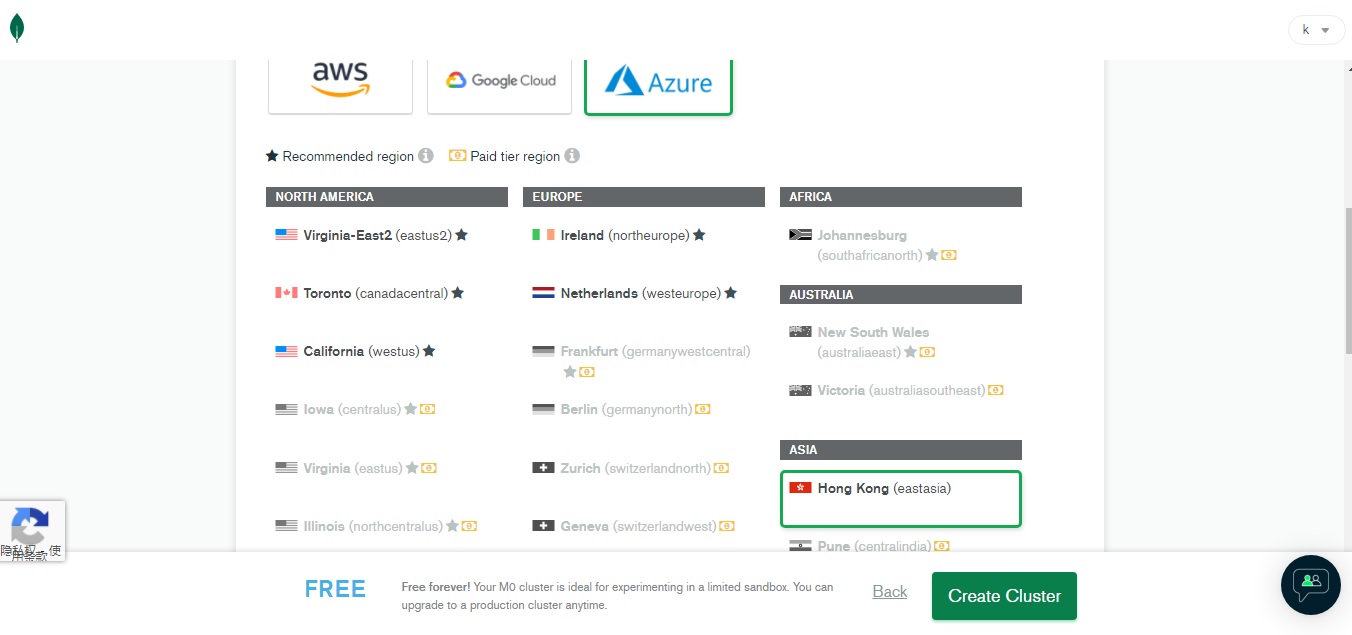 k
aws
Google Cloud
Azure
Recommended region
Paid tier region
NORTH AMERICA
Virginia-East2 (eastus2)
Toronto (canadacentral)
California (westus)
Iowa (centralus)
Virginia (eastus)
Illinois (northcentralus)
EUROPE
Ireland (northeurope)
Netherlands (westeurope)
Frankfurt (germanywestcentral)
Berlin (germanynorth)
Zurich (switzerlandnorth)
Geneva (switzerlandwest)
AFRICA
Johannesburg
(southafricanorth)
AUSTRALIA
New South Wales
(australiaeast)
Victoria (australiasoutheast)
ASIA
Hong Kong (eastasia)
Pune (centralindia)
隐私权 - 使
用条款
FREE
Free forever! Your M0 cluster is ideal for experimenting in a limited sandbox. You can
upgrade to a production cluster anytime.
Back
Create Cluster